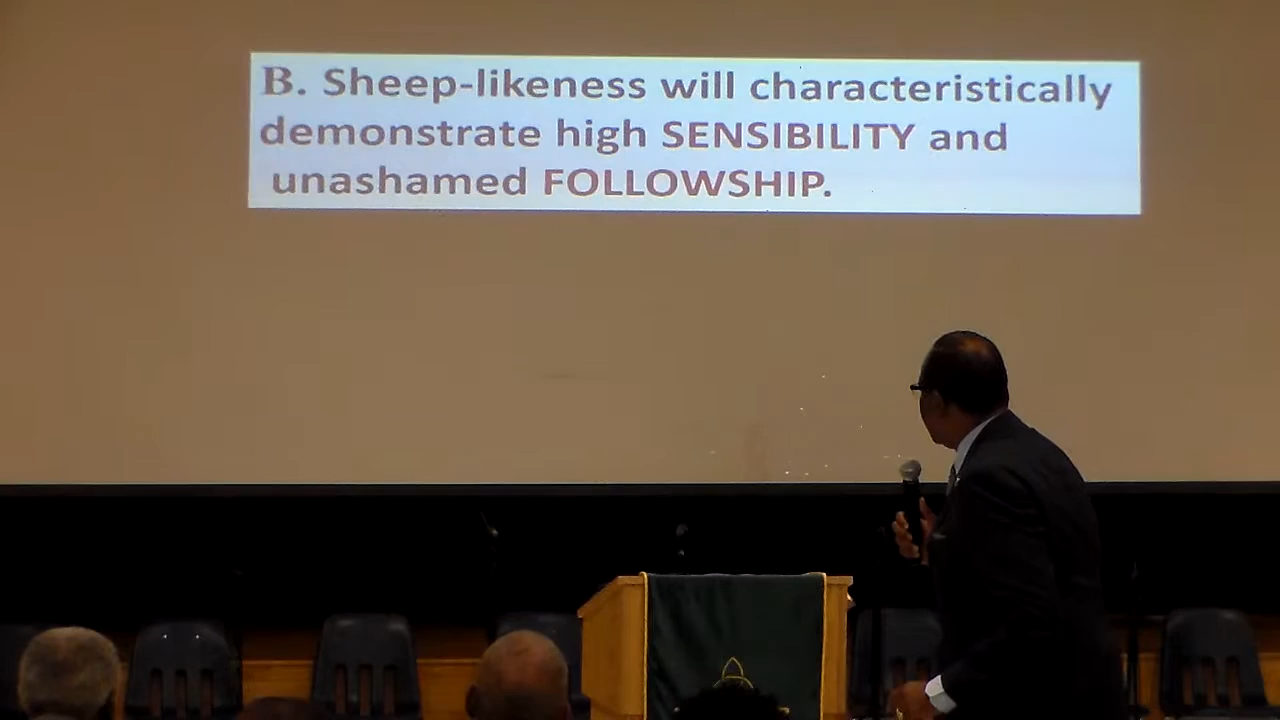 B. Sheep-likeness will characteristically
demonstrate high SENSIBILITY and
unashamed FOLLOWSHIP.